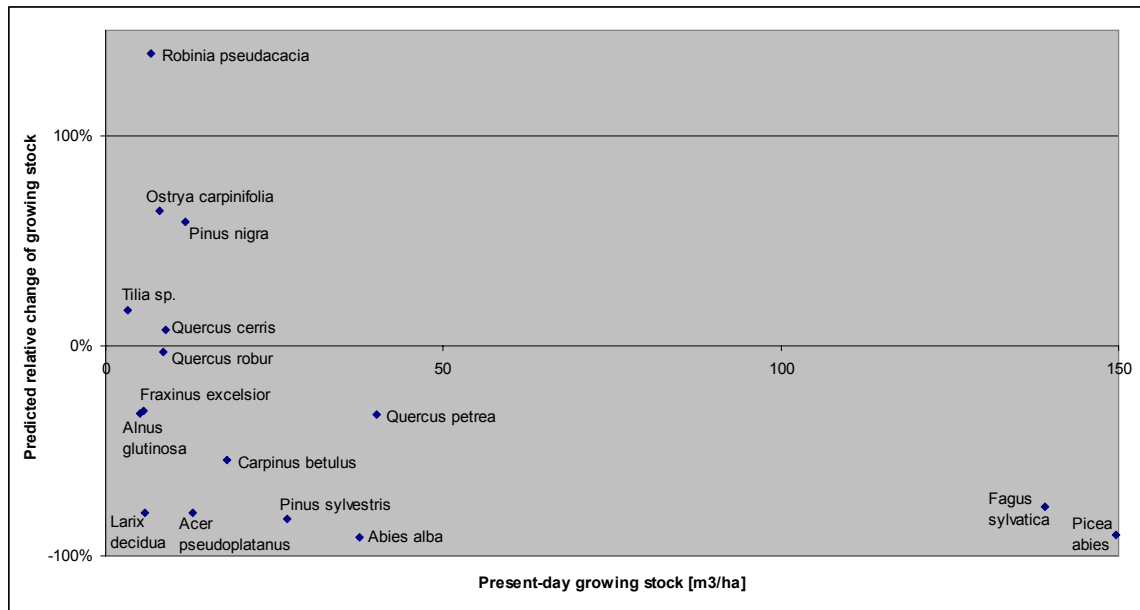 Predicted relative change of growing stock
Robinia pseudacacia
100%
Ostrya carpinifolia
Pinus nigra
Tilia sp.
Quercus cerris
0%
0
50
100
150
Quercus robur
Fraxinus excelsior
Alnus
glutinosa
Quercus petrea
Carpinus betulus
Larix
decidua
Acer
pseudoplatanus
Pinus sylvestris
Abies alba
Fagus
sylvatica
Picea
abies
-100%
Present-day growing stock [m3/ha]